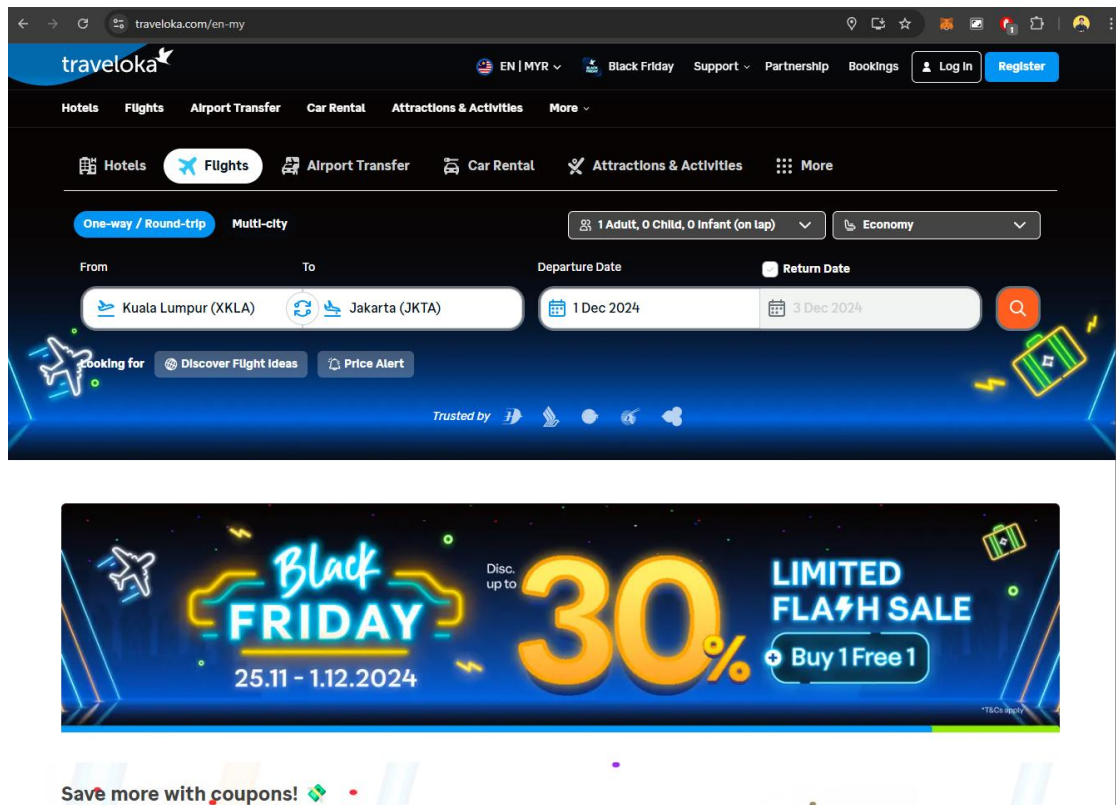 traveloka.com/en-my
1
traveloka
EN | MYR
BLACK FRIDAY
Black Friday
Support
Partnership
Bookings
Log In
Register
Hotels
Flights
Airport Transfer
Car Rental
Attractions & Activities
More
Hotels
Flights
Airport Transfer
Car Rental
Attractions & Activities
More
One-way / Round-trip
Multi-city
1 Adult, 0 Child, 0 Infant (on lap)
Economy
From
To
Departure Date
Return Date
Kuala Lumpur (XKLA)
Jakarta (JKTA)
1 Dec 2024
3 Dec 2024
Looking for
Discover Flight Ideas
Price Alert
Trusted by
Black
FRIDAY
25.11 - 1.12.2024
Disc.
up to
30%
LIMITED
FLASH SALE
+ Buy 1 Free 1
*T&Cs apply
Save more with coupons!